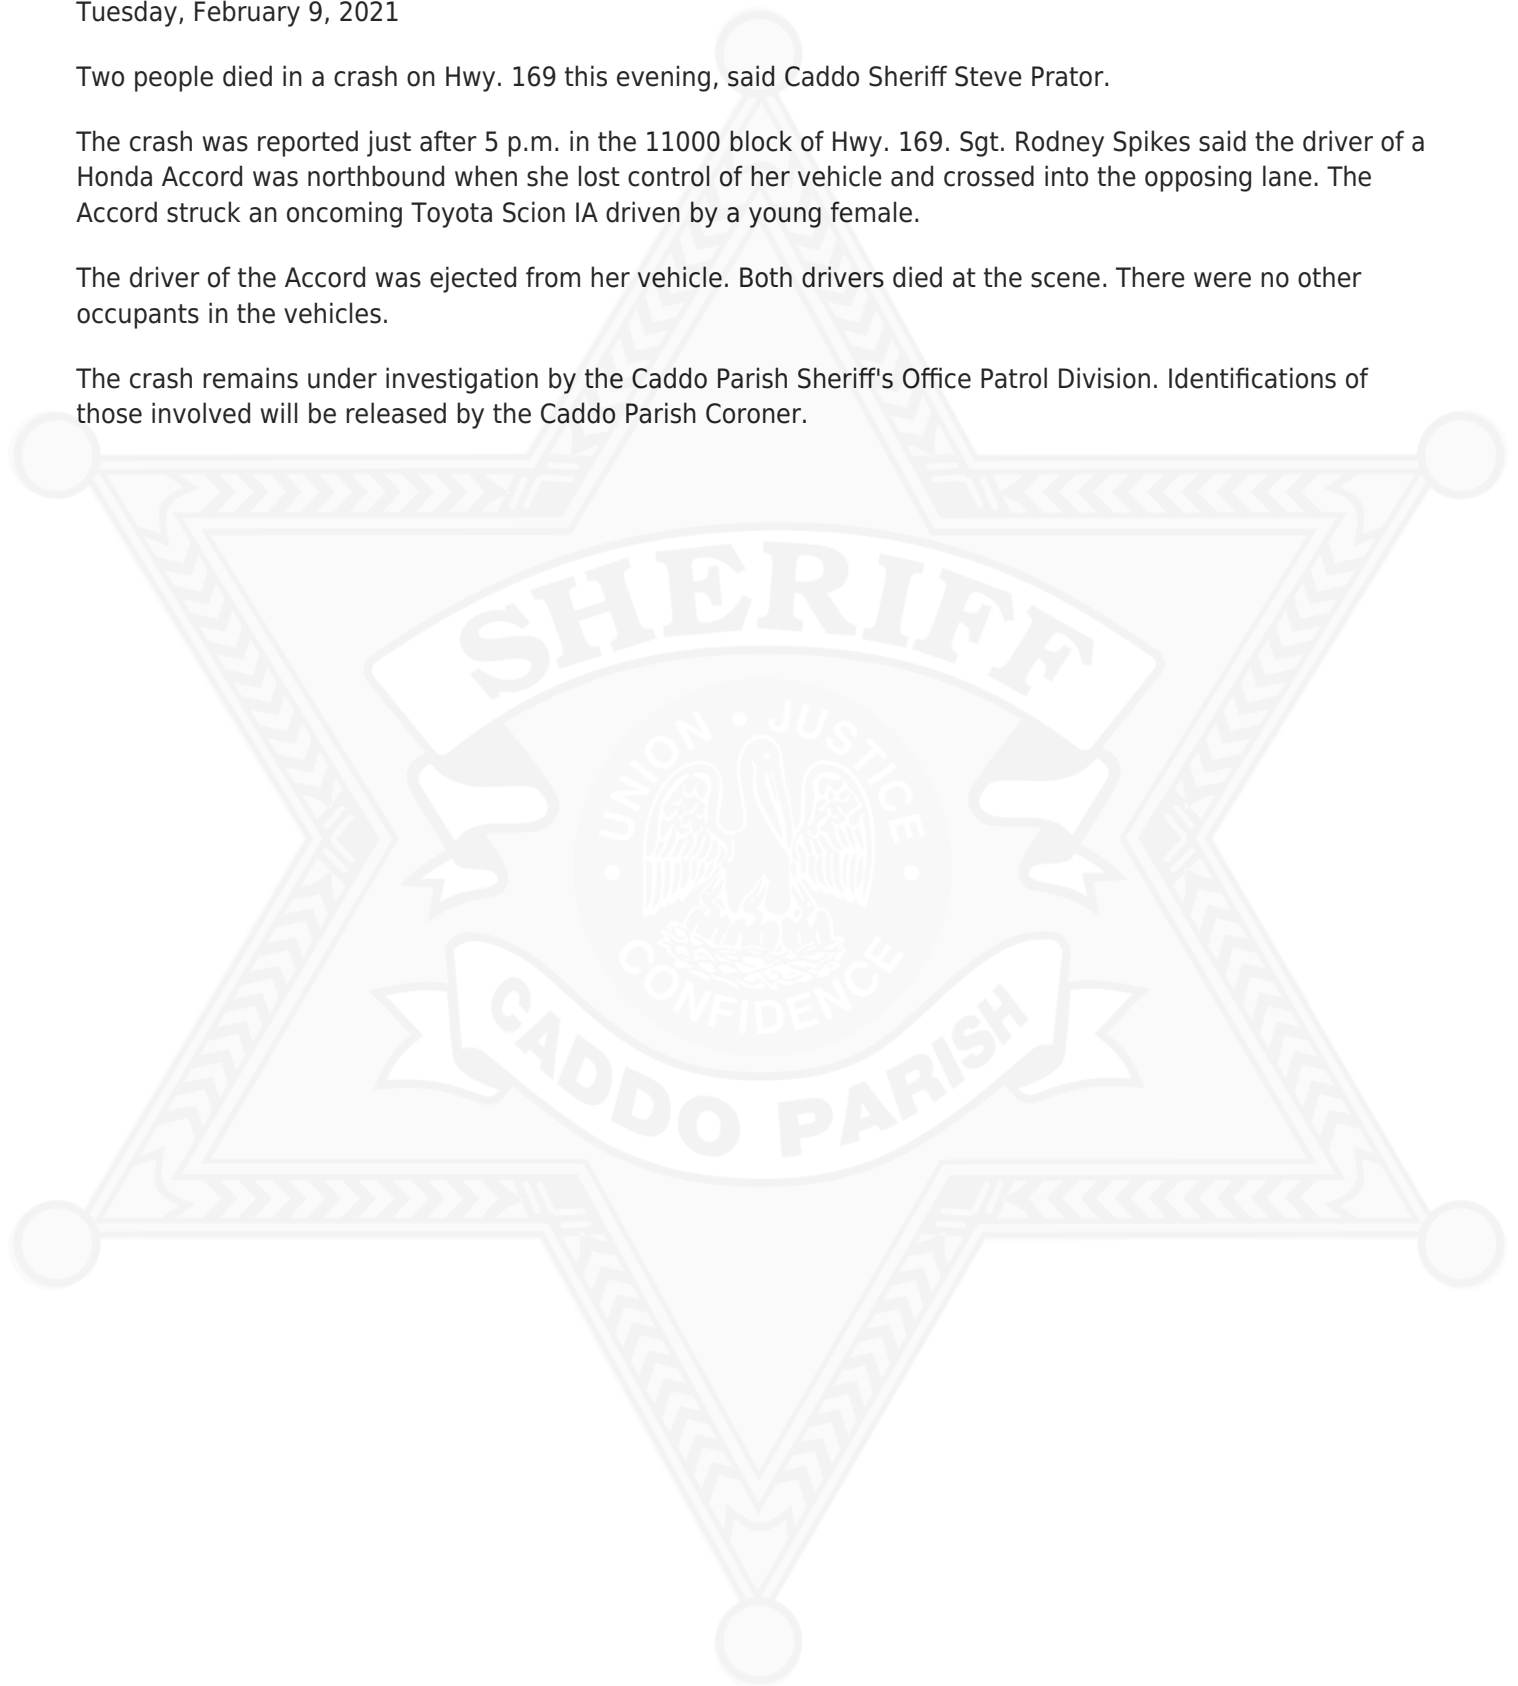 Tuesday, February 9, 2021
Two people died in a crash on Hwy. 169 this evening, said Caddo Sheriff Steve Prator.
The crash was reported just after 5 p.m. in the 11000 block of Hwy. 169. Sgt. Rodney Spikes said the driver of a
Honda Accord was northbound when she lost control of her vehicle and crossed into the opposing lane. The
Accord struck an oncoming Toyota Scion IA driven by a young female.
The driver of the Accord was ejected from her vehicle. Both drivers died at the scene. There were no other
occupants in the vehicles.
The crash remains under investigation by the Caddo Parish Sheriff's Office Patrol Division. Identifications of
those involved will be released by the Caddo Parish Coroner.
SHERIFF
UNION • JUSTICE
• CONFIDENCE •
CADDO PARISH